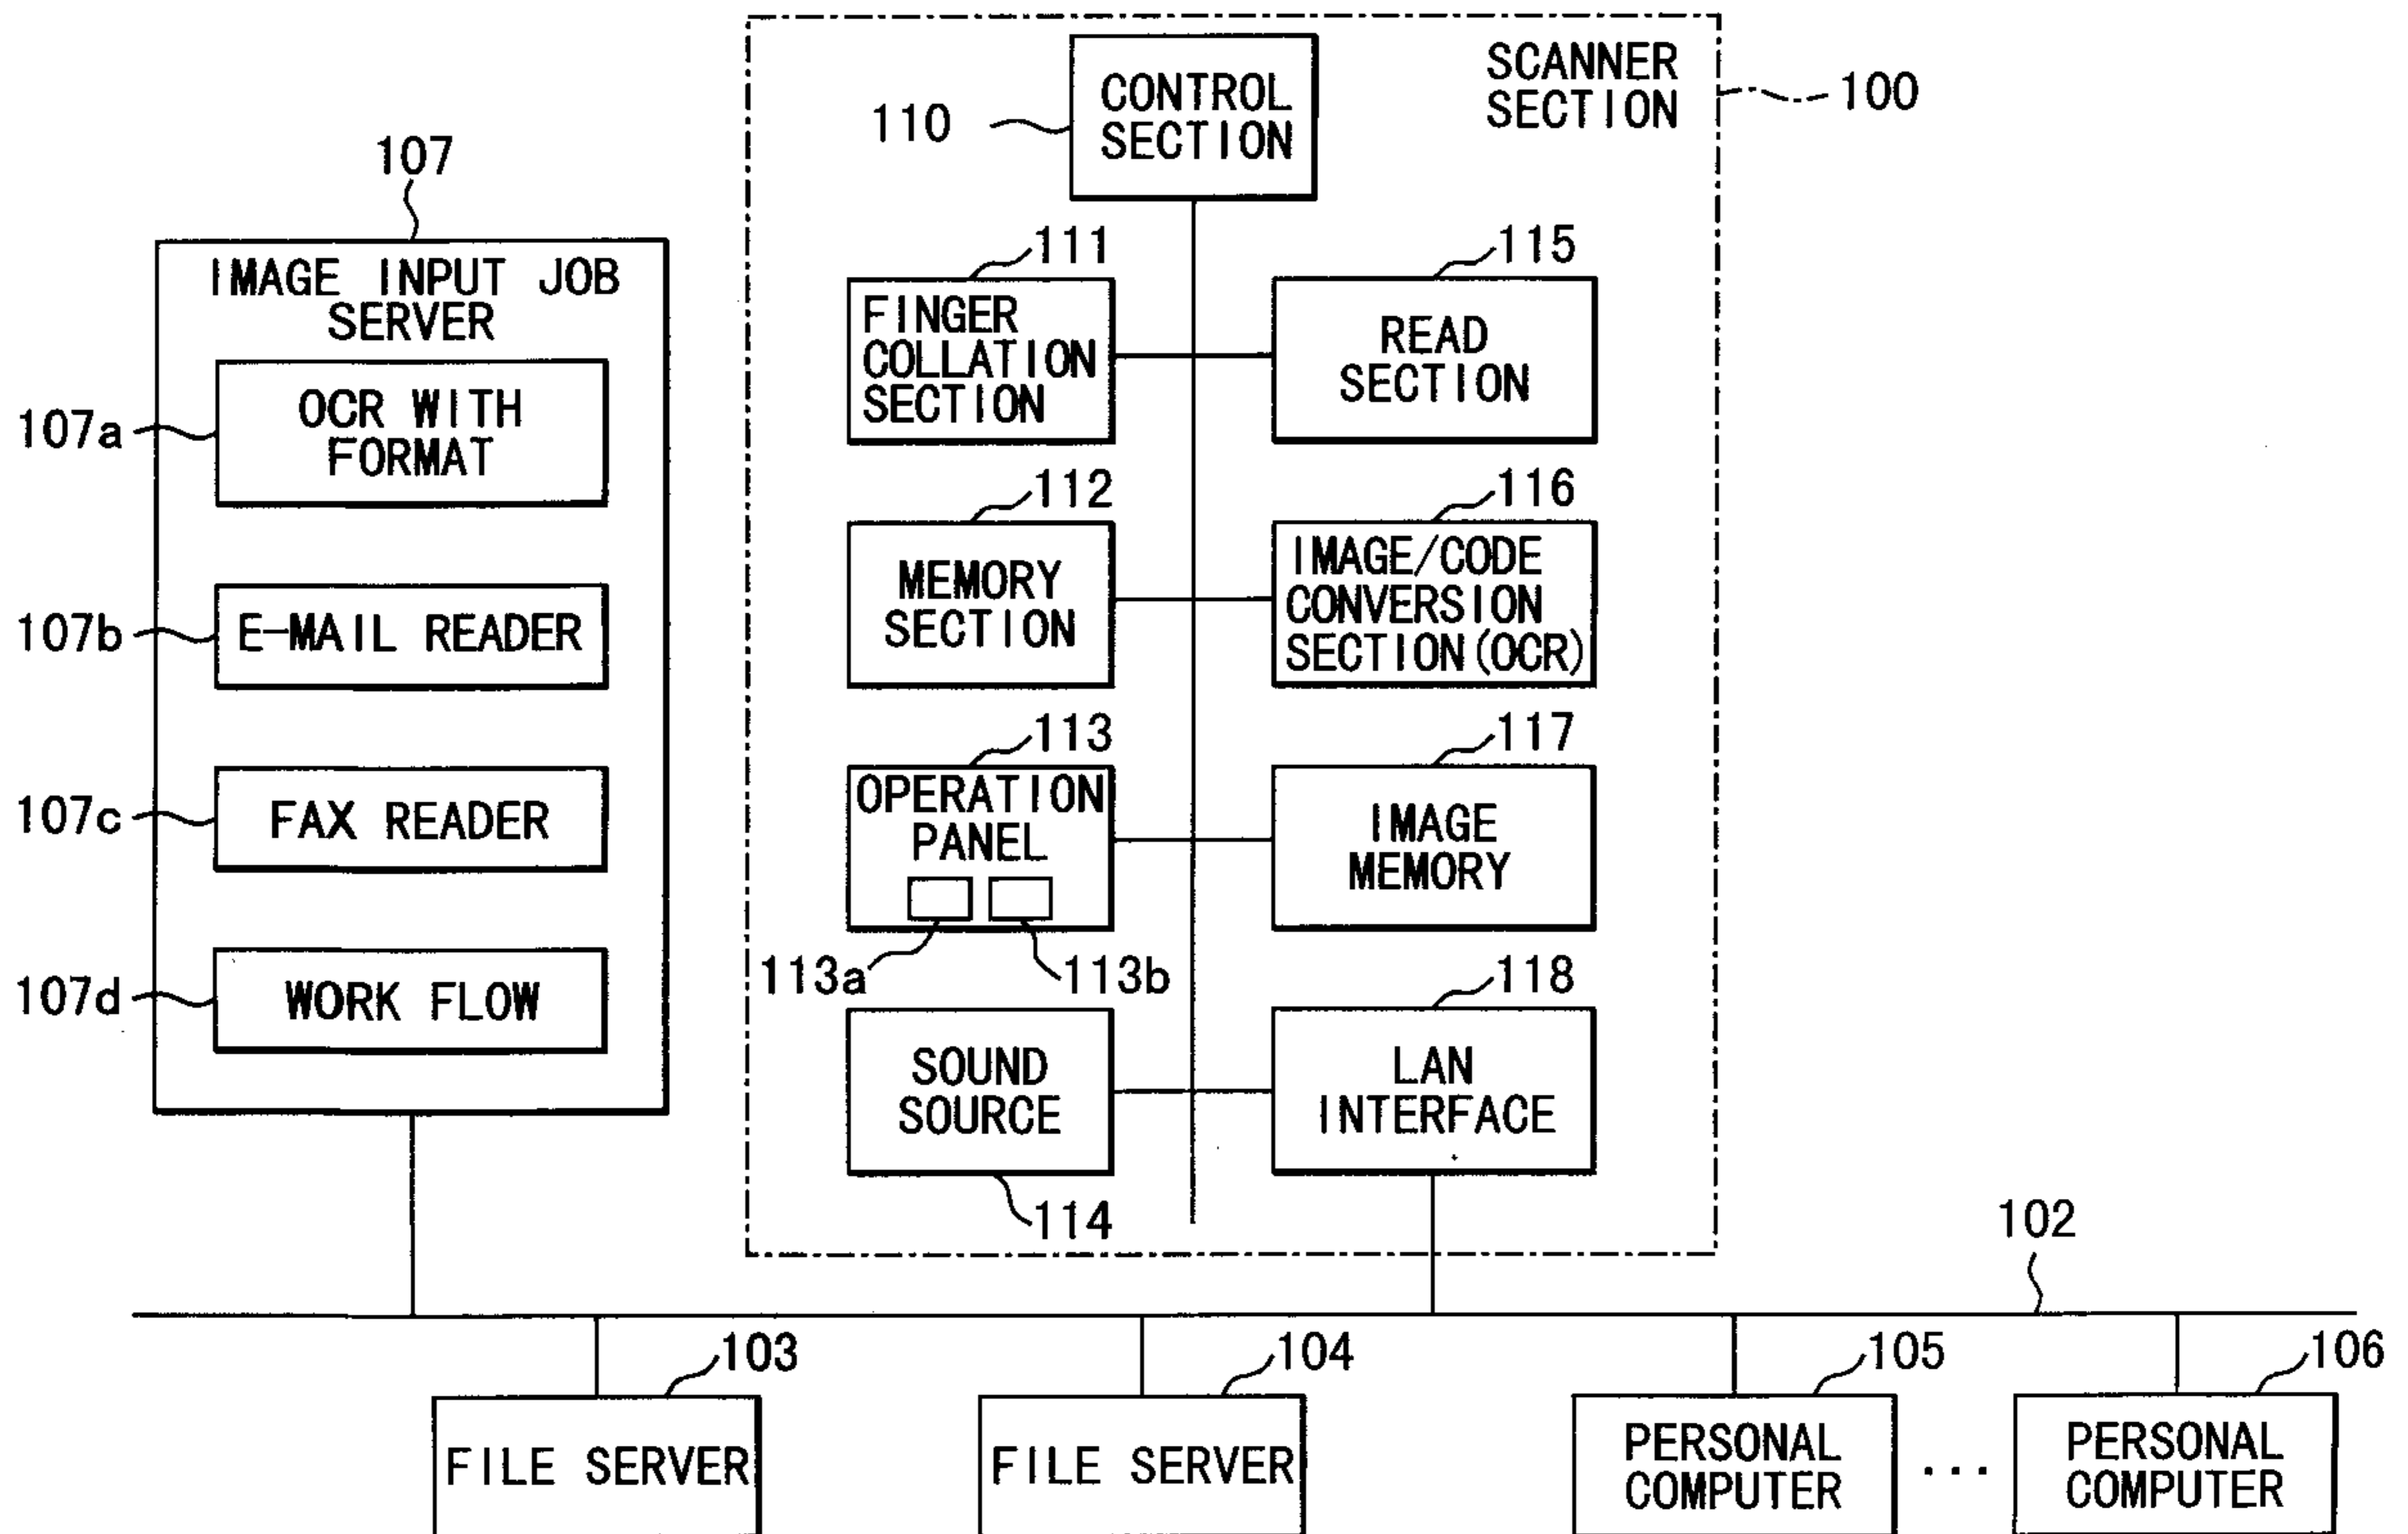 107
IMAGE INPUT JOB
SERVER
107a
OCR WITH
FORMAT
107b
E-MAIL READER
107c
FAX READER
107d
WORK FLOW
SCANNER
SECTION
100
110
CONTROL
SECTION
111
FINGER
COLLATION
SECTION
115
READ
SECTION
112
MEMORY
SECTION
116
IMAGE/CODE
CONVERSION
SECTION(OCR)
113
OPERATION
PANEL
113a
113b
117
IMAGE
MEMORY
114
SOUND
SOURCE
118
LAN
INTERFACE
102
103
FILE SERVER
104
FILE SERVER
105
PERSONAL
COMPUTER
...
106
PERSONAL
COMPUTER